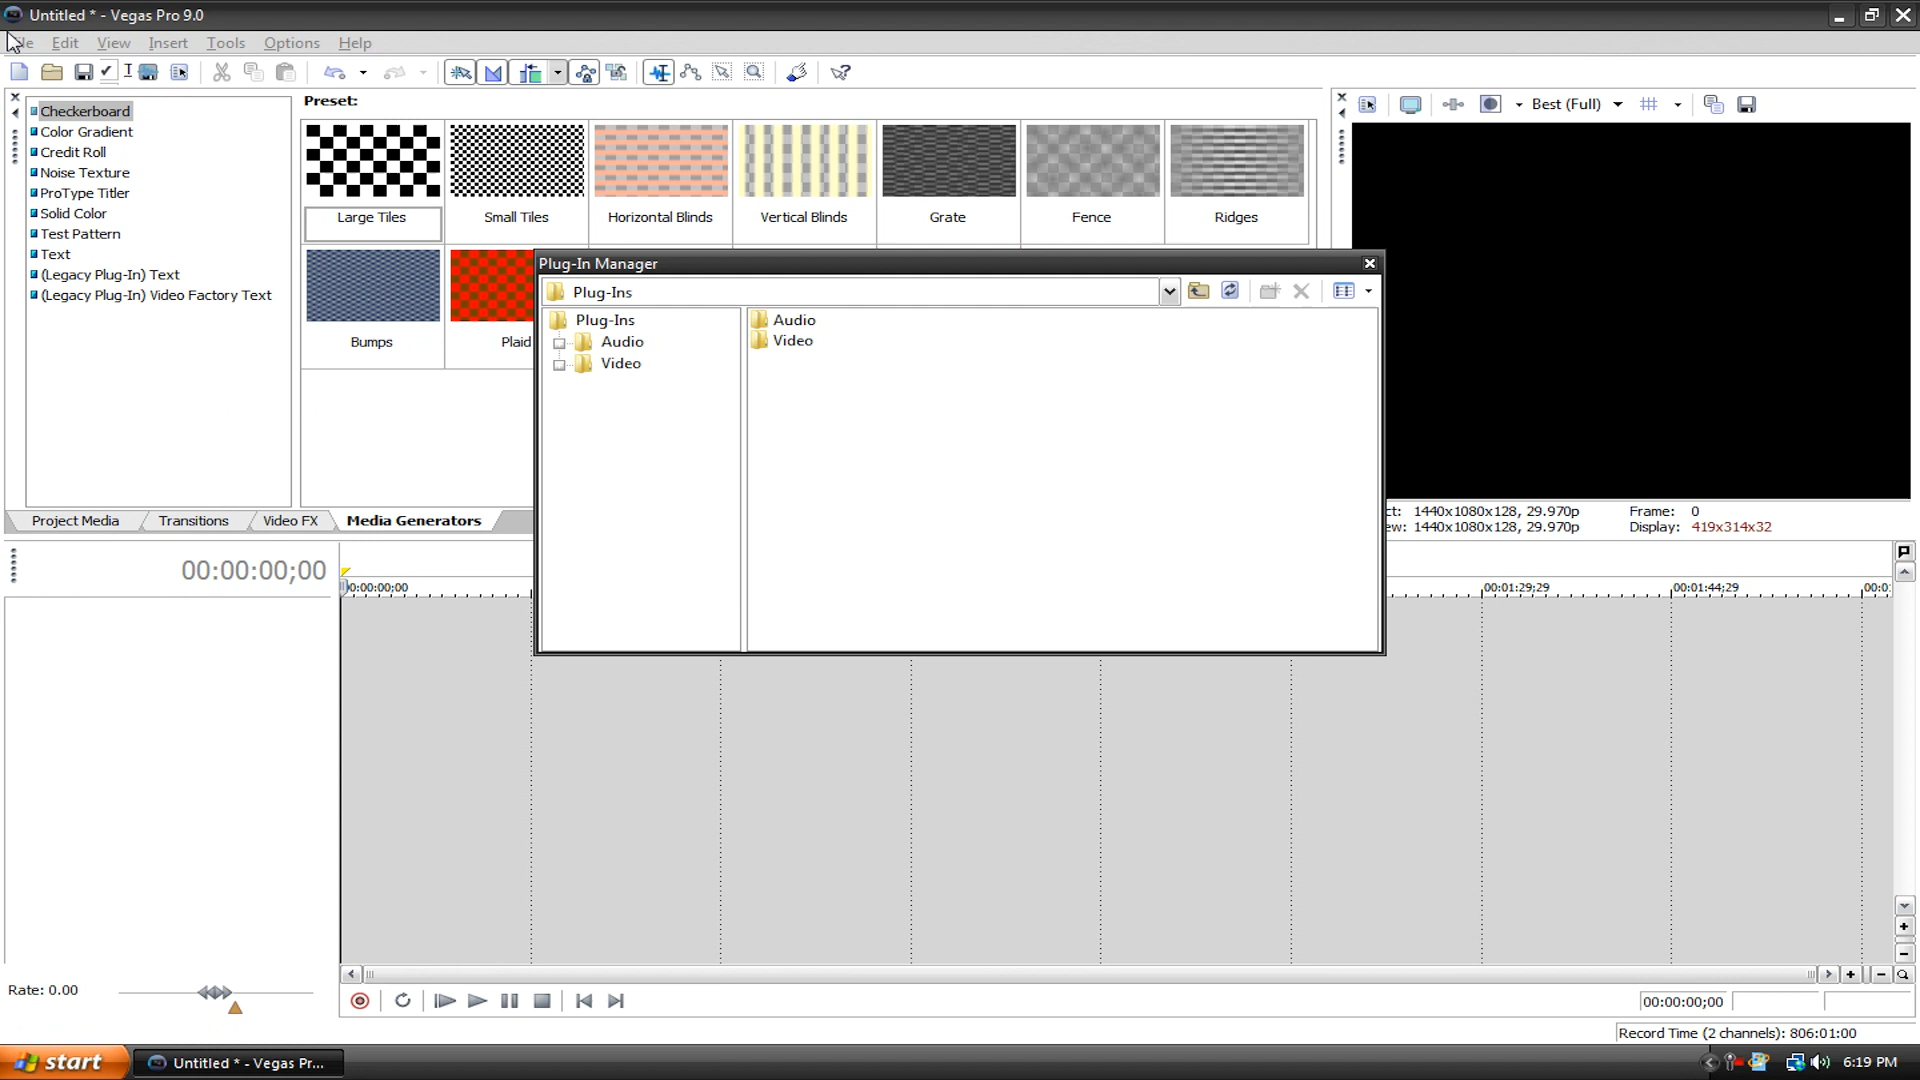 Untitled * - Vegas Pro 9.0
Edit View Insert Tools Options Help
Checkerboard
Color Gradient
Credit Roll
Noise Texture
ProType Titler
Solid Color
Test Pattern
Text
(Legacy Plug-In) Text
(Legacy Plug-In) Video Factory Text
Preset:
Large Tiles
Small Tiles
Horizontal Blinds
Vertical Blinds
Grate
Fence
Ridges
Bumps
Plaid
Best (Full)
Plug-In Manager
Plug-Ins
Plug-Ins
Audio
Video
Audio
Video
Project Media
Transitions
Video FX
Media Generators
ct: 1440x1080x128, 29.970p
Frame: 0
ew: 1440x1080x128, 29.970p
Display: 419x314x32
00:00:00;00
0:00:00;00
00:01:29;29
00:01:44;29
00:0
Rate: 0.00
00:00:00;00
Record Time (2 channels): 806:01:00
start
Untitled * - Vegas Pr...
6:19 PM